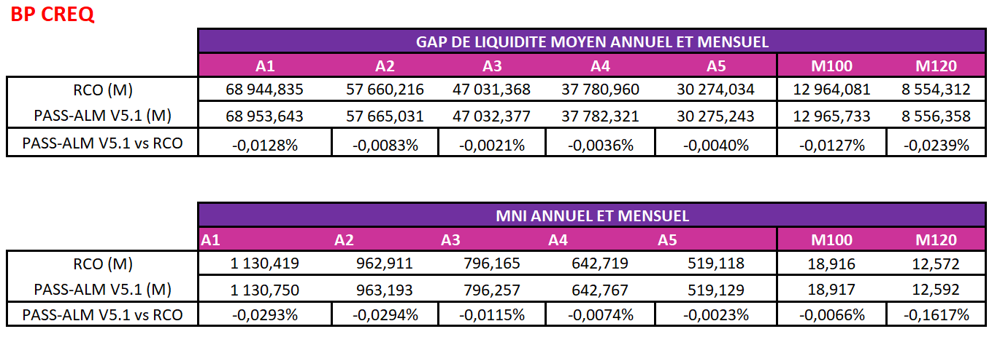 BP CREQ
GAP DE LIQUIDITE MOYEN ANNUEL ET MENSUEL
A1 A2 A3 A4 A5 M100 M120
RCO (M) 68 944,835 57 660,216 47 031,368 37 780,960 30 274,034 12 964,081 8 554,312
PASS-ALM V5.1 (M) 68 953,643 57 665,031 47 032,377 37 782,321 30 275,243 12 965,733 8 556,358
PASS-ALM V5.1 vs RCO -0,0128% -0,0083% -0,0021% -0,0036% -0,0040% -0,0127% -0,0239%
MNI ANNUEL ET MENSUEL
A1 A2 A3 A4 A5 M100 M120
RCO (M) 1 130,419 962,911 796,165 642,719 519,118 18,916 12,572
PASS-ALM V5.1 (M) 1 130,750 963,193 796,257 642,767 519,129 18,917 12,592
PASS-ALM V5.1 vs RCO -0,0293% -0,0294% -0,0115% -0,0074% -0,0023% -0,0066% -0,1617%